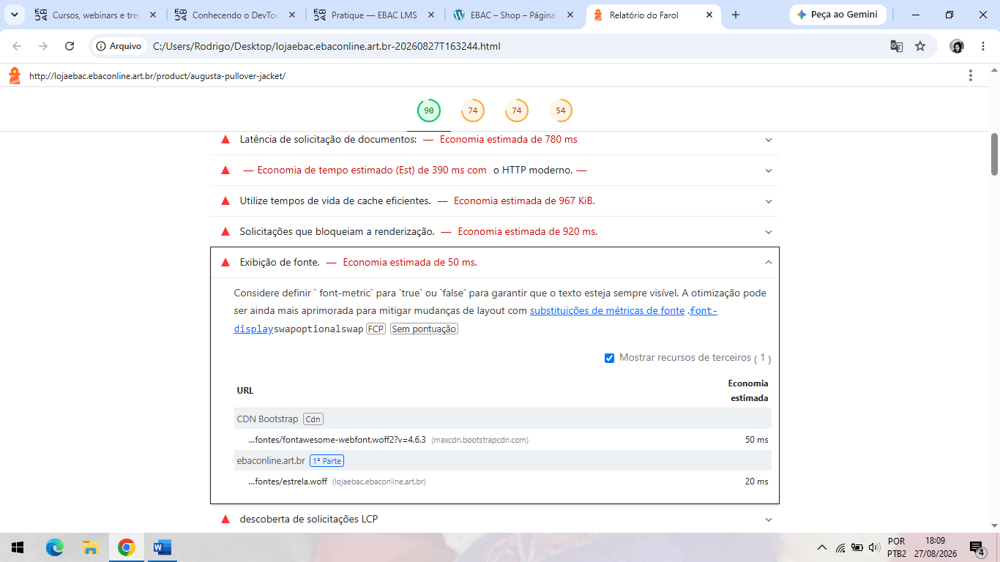 Cursos, webinars e trei
Conhecendo o DevToo
Pratique — EBAC LMS
EBAC – Shop – Página
Relatório do Farol
Peça ao Gemini
Arquivo
C:/Users/Rodrigo/Desktop/lojaebac.ebaconline.art.br-20260827T163244.html
http://lojaebac.ebaconline.art.br/product/augusta-pullover-jacket/
90
74
74
54
Latência de solicitação de documentos: — Economia estimada de 780 ms
— Economia de tempo estimado (Est) de 390 ms com o HTTP moderno. —
Utilize tempos de vida de cache eficientes. — Economia estimada de 967 KiB.
Solicitações que bloqueiam a renderização. — Economia estimada de 920 ms.
Exibição de fonte. — Economia estimada de 50 ms.
Considere definir ` font-metric` para `true` ou `false` para garantir que o texto esteja sempre visível. A otimização pode
ser ainda mais aprimorada para mitigar mudanças de layout com substituições de métricas de fonte .font-
displayswapoptionalswap FCP Sem pontuação
Mostrar recursos de terceiros ( 1 )
URL
Economia
estimada
CDN Bootstrap Cdn
...fontes/fontawesome-webfont.woff2?v=4.6.3 (maxcdn.bootstrapcdn.com) 50 ms
ebaconline.art.br 1ª Parte
...fontes/estrela.woff (lojaebac.ebaconline.art.br) 20 ms
descoberta de solicitações LCP
POR
PTB2
18:09
27/08/2026
4